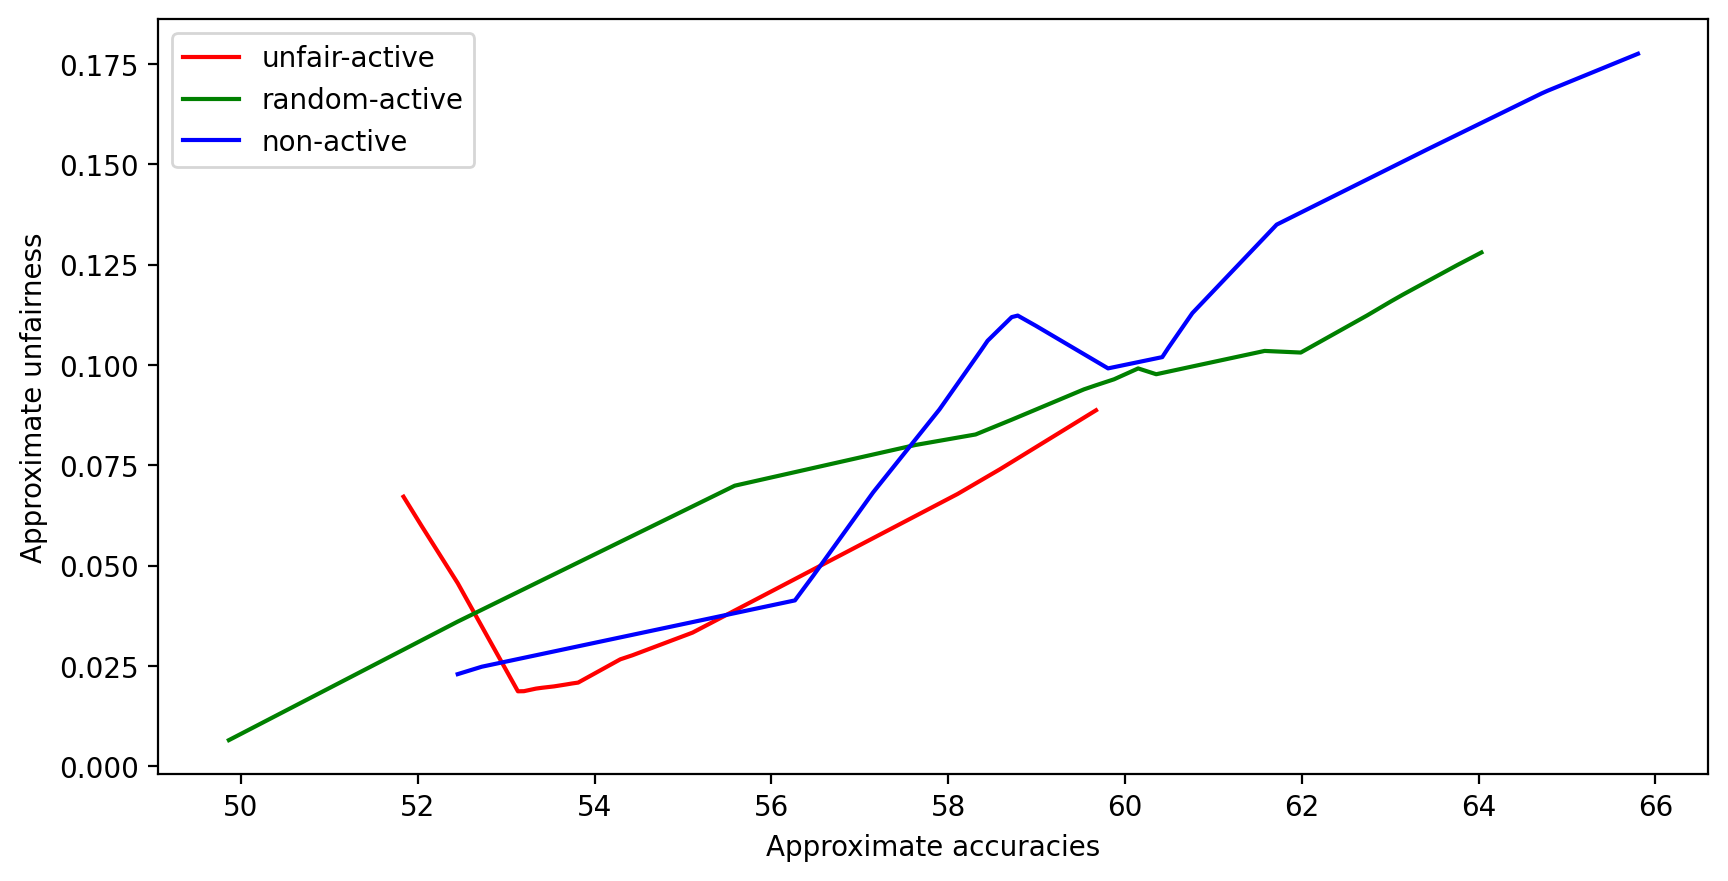 unfair-active
random-active
non-active
0.175
0.150
0.125
0.100
0.075
0.050
0.025
0.000
Approximate unfairness
50 52 54 56 58 60 62 64 66
Approximate accuracies